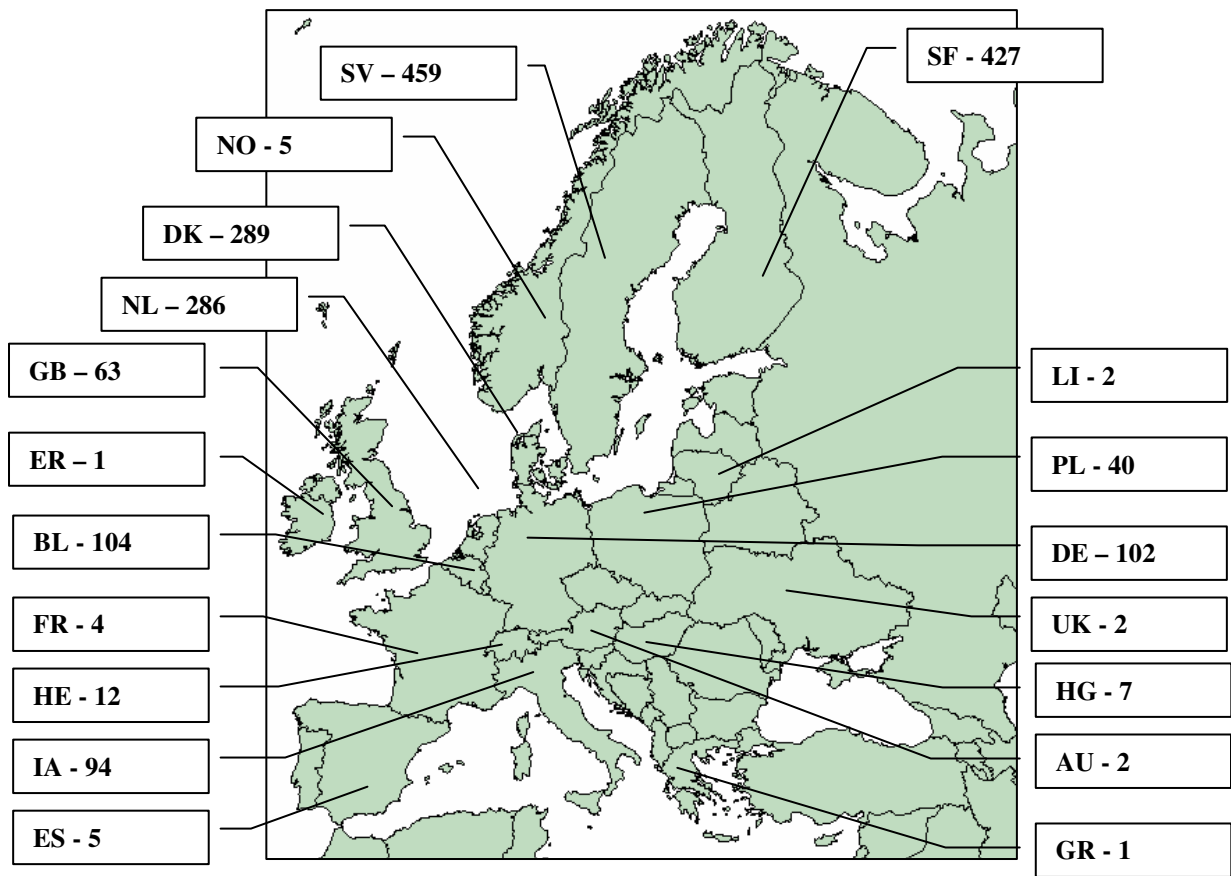 SV – 459
SF - 427
NO - 5
DK – 289
NL – 286
GB – 63
LI - 2
ER – 1
PL - 40
BL - 104
DE – 102
FR - 4
UK - 2
HE - 12
HG - 7
IA - 94
AU - 2
ES - 5
GR - 1